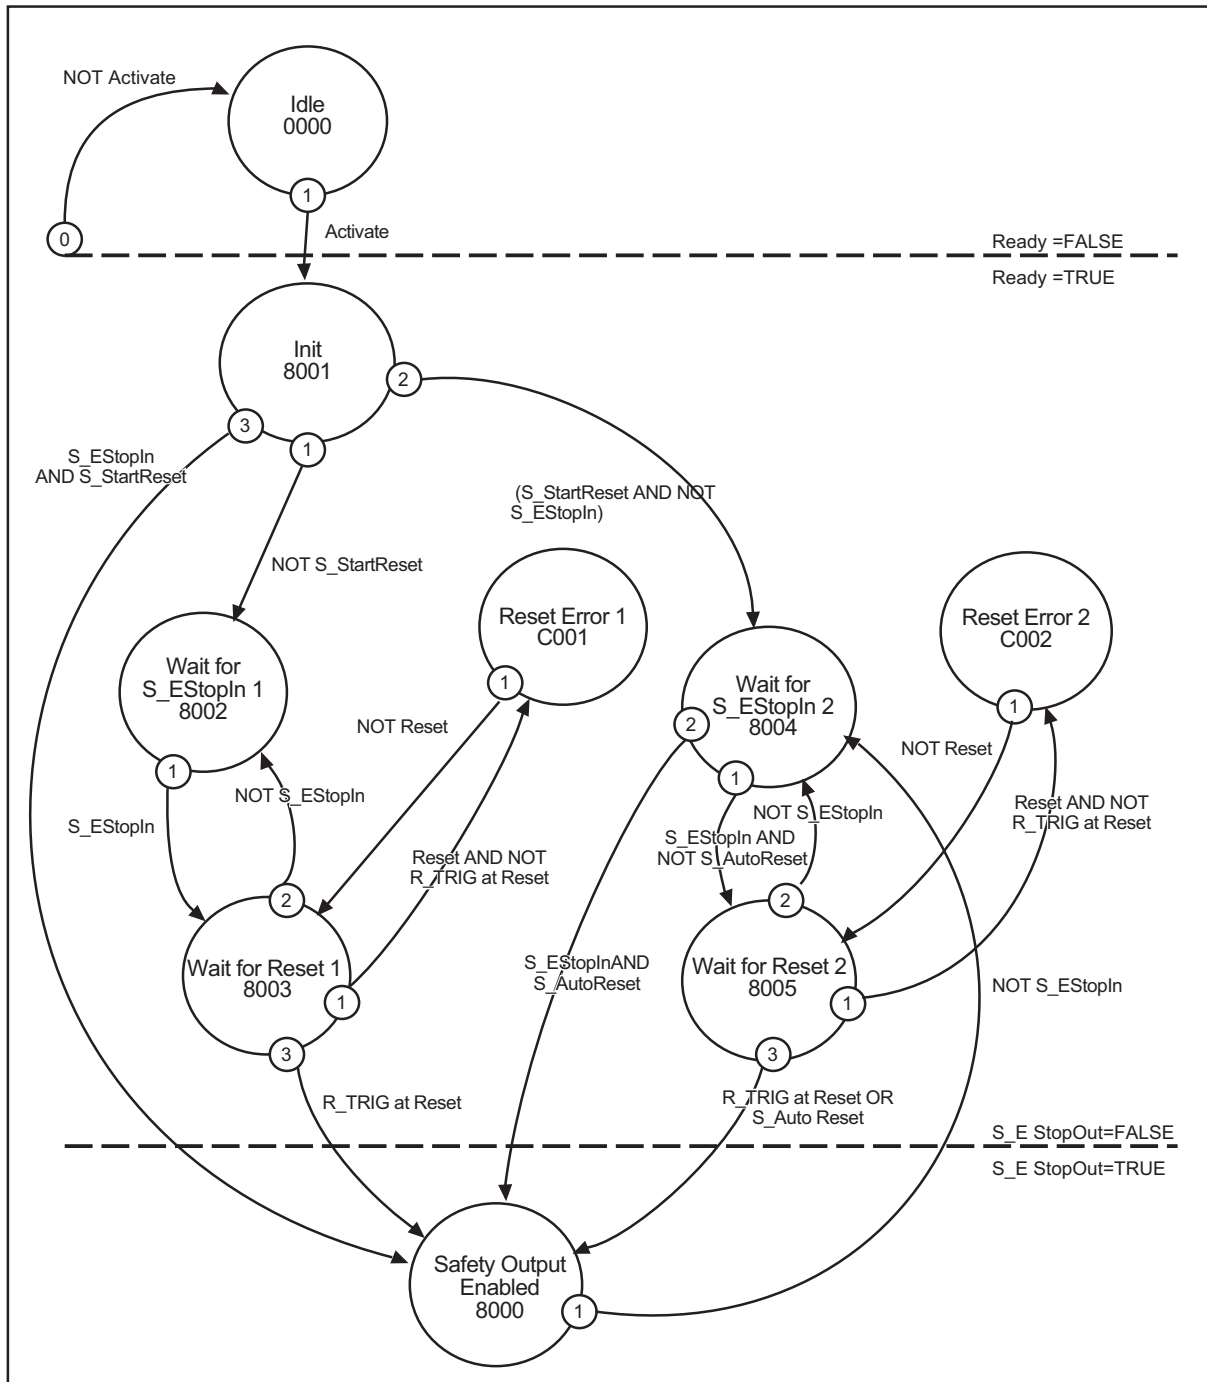 NOT Activate
Idle
0000
1
Activate
0
Ready =FALSE
Ready =TRUE
Init
8001
2
3
1
S_EStopIn
AND S_StartReset
(S_StartReset AND NOT
S_EStopIn)
NOT S_StartReset
Reset Error 1
C001
1
Reset Error 2
C002
1
Wait for
S_EStopIn 1
8002
1
Wait for
S_EStopIn 2
8004
2
1
NOT Reset
NOT Reset
NOT S_EStopIn
S_EStopIn
NOT S_EStopIn
S_EStopIn AND
NOT S_AutoReset
Reset AND NOT
R_TRIG at Reset
Reset AND NOT
R_TRIG at Reset
2
Wait for Reset 1
8003
1
3
2
Wait for Reset 2
8005
1
3
S_EStopInAND
S_AutoReset
NOT S_EStopIn
R_TRIG at Reset
R_TRIG at Reset OR
S_Auto Reset
S_E StopOut=FALSE
S_E StopOut=TRUE
Safety Output
Enabled
8000
1